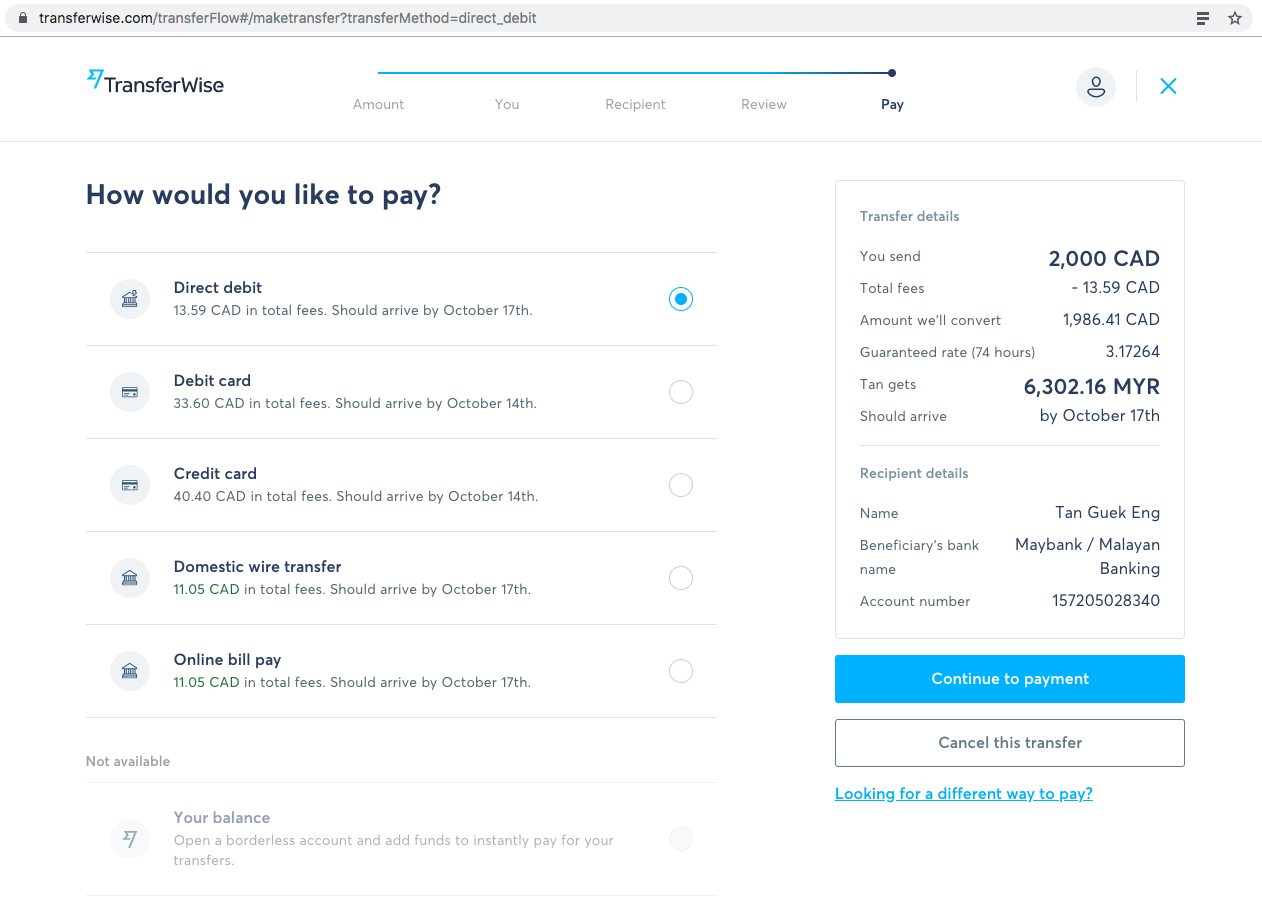 transferwise.com/transferFlow#/maketransfer?transferMethod=direct_debit
TransferWise
Amount
You
Recipient
Review
Pay
How would you like to pay?
Direct debit
13.59 CAD in total fees. Should arrive by October 17th.
Debit card
33.60 CAD in total fees. Should arrive by October 14th.
Credit card
40.40 CAD in total fees. Should arrive by October 14th.
Domestic wire transfer
11.05 CAD in total fees. Should arrive by October 17th.
Online bill pay
11.05 CAD in total fees. Should arrive by October 17th.
Not available
Your balance
Open a borderless account and add funds to instantly pay for your
transfers.
Transfer details
You send 2,000 CAD
Total fees - 13.59 CAD
Amount we'll convert 1,986.41 CAD
Guaranteed rate (74 hours) 3.17264
Tan gets 6,302.16 MYR
Should arrive by October 17th
Recipient details
Name Tan Guek Eng
Beneficiary's bank Maybank / Malayan
name Banking
Account number 157205028340
Continue to payment
Cancel this transfer
Looking for a different way to pay?